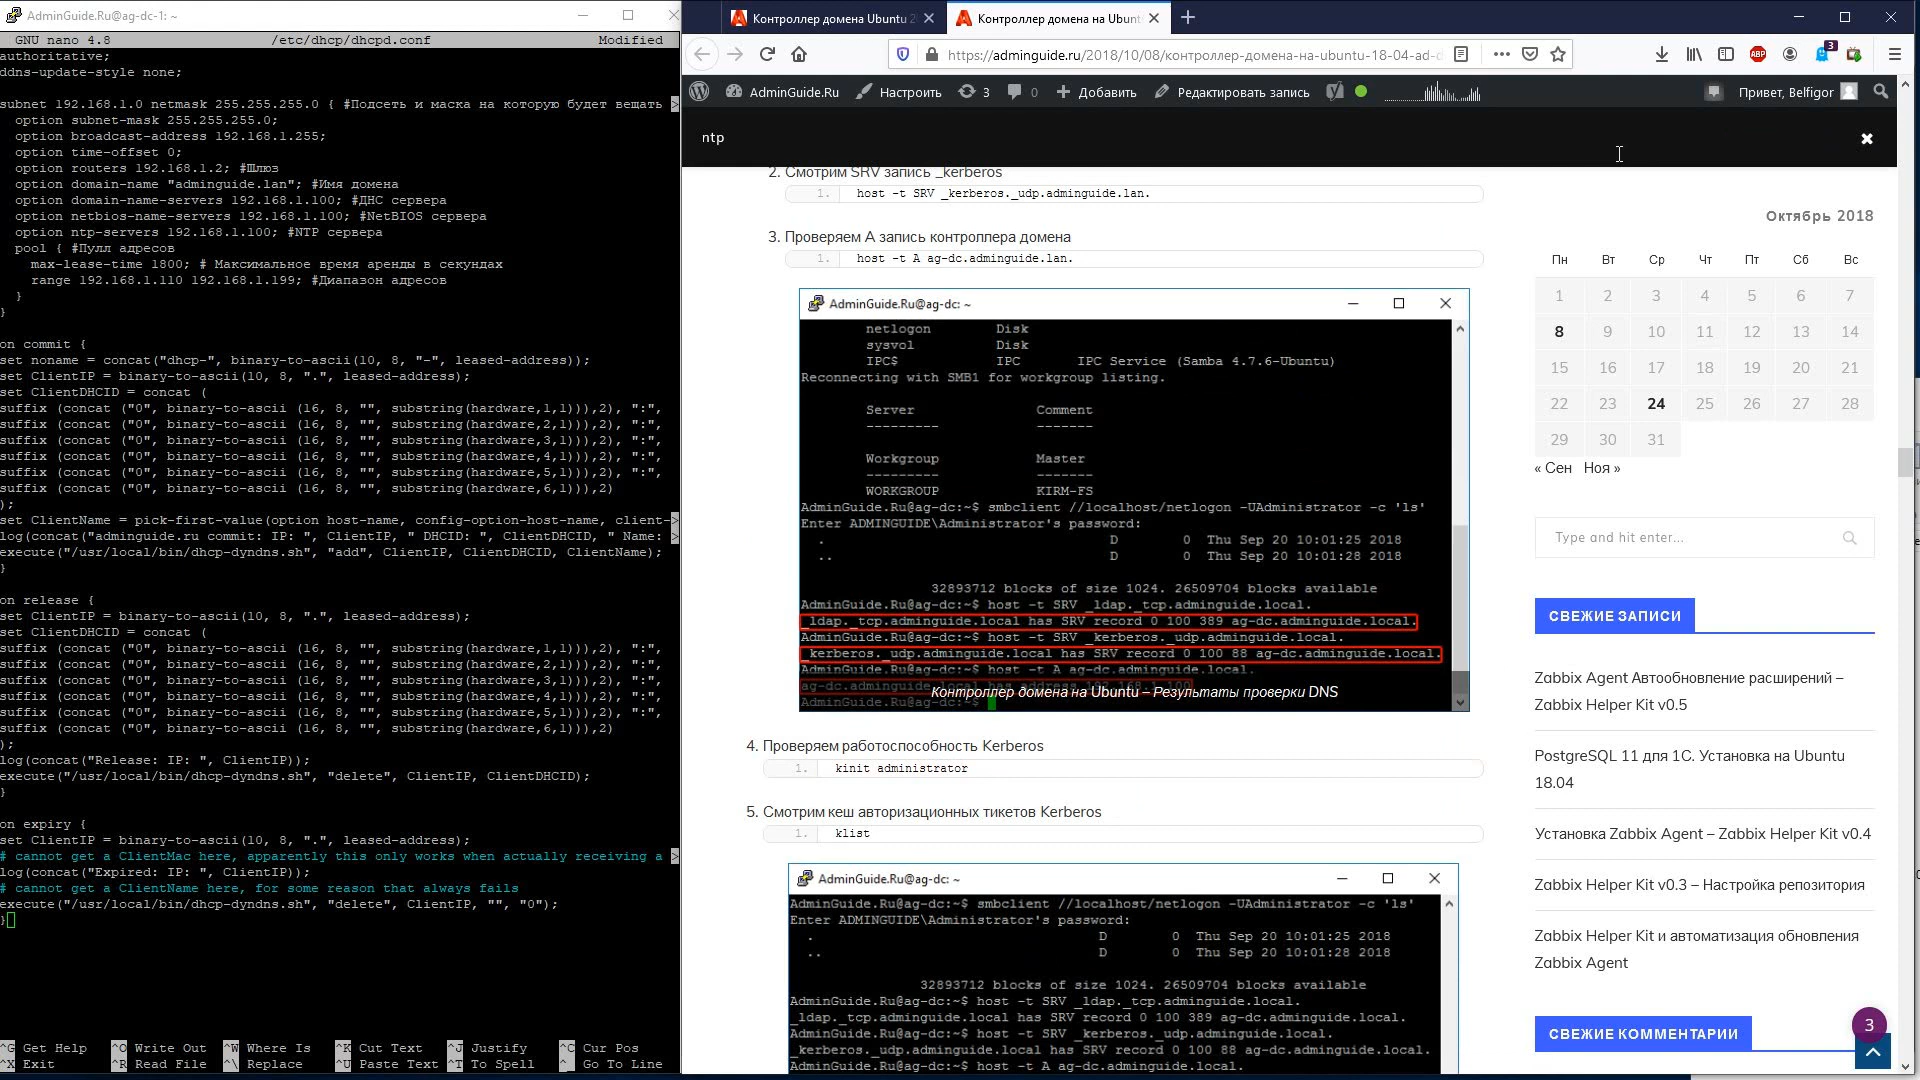 AdminGuide.Ru@ag-dc-1: ~
GNU nano 4.8 /etc/dhcp/dhcpd.conf Modified
authoritative;
ddns-update-style none;
subnet 192.168.1.0 netmask 255.255.255.0 { #Подсеть и маска на которую будет вещать >
option subnet-mask 255.255.255.0;
option broadcast-address 192.168.1.255;
option time-offset 0;
option routers 192.168.1.2; #Шлюз
option domain-name "adminguide.lan"; #Имя домена
option domain-name-servers 192.168.1.100; #ДНС сервера
option netbios-name-servers 192.168.1.100; #NetBIOS сервера
option ntp-servers 192.168.1.100; #NTP сервера
pool { #Пулл адресов
max-lease-time 1800; # Максимальное время аренды в секундах
range 192.168.1.110 192.168.1.199; #Диапазон адресов
}
}
on commit {
set noname = concat("dhcp-", binary-to-ascii(10, 8, "-", leased-address));
set ClientIP = binary-to-ascii(10, 8, ".", leased-address);
set ClientDHCID = concat (
suffix (concat ("0", binary-to-ascii (16, 8, "", substring(hardware,1,1))),2), ":",
suffix (concat ("0", binary-to-ascii (16, 8, "", substring(hardware,2,1))),2), ":",
suffix (concat ("0", binary-to-ascii (16, 8, "", substring(hardware,3,1))),2), ":",
suffix (concat ("0", binary-to-ascii (16, 8, "", substring(hardware,4,1))),2), ":",
suffix (concat ("0", binary-to-ascii (16, 8, "", substring(hardware,5,1))),2), ":",
suffix (concat ("0", binary-to-ascii (16, 8, "", substring(hardware,6,1))),2)
);
set ClientName = pick-first-value(option host-name, config-option-host-name, client->
log(concat("adminguide.ru commit: IP: ", ClientIP, " DHCID: ", ClientDHCID, " Name: >
execute("/usr/local/bin/dhcp-dyndns.sh", "add", ClientIP, ClientDHCID, ClientName);
}
on release {
set ClientIP = binary-to-ascii(10, 8, ".", leased-address);
set ClientDHCID = concat (
suffix (concat ("0", binary-to-ascii (16, 8, "", substring(hardware,1,1))),2), ":",
suffix (concat ("0", binary-to-ascii (16, 8, "", substring(hardware,2,1))),2), ":",
suffix (concat ("0", binary-to-ascii (16, 8, "", substring(hardware,3,1))),2), ":",
suffix (concat ("0", binary-to-ascii (16, 8, "", substring(hardware,4,1))),2), ":",
suffix (concat ("0", binary-to-ascii (16, 8, "", substring(hardware,5,1))),2), ":",
suffix (concat ("0", binary-to-ascii (16, 8, "", substring(hardware,6,1))),2)
);
log(concat("Release: IP: ", ClientIP));
execute("/usr/local/bin/dhcp-dyndns.sh", "delete", ClientIP, ClientDHCID);
}
on expiry {
set ClientIP = binary-to-ascii(10, 8, ".", leased-address);
# cannot get a ClientMac here, apparently this only works when actually receiving a >
log(concat("Expired: IP: ", ClientIP));
# cannot get a ClientName here, for some reason that always fails
execute("/usr/local/bin/dhcp-dyndns.sh", "delete", ClientIP, "", "0");
}
^G Get Help ^O Write Out ^W Where Is ^K Cut Text ^J Justify ^C Cur Pos
^X Exit ^R Read File ^\ Replace ^U Paste Text ^T To Spell ^_ Go To Line
Контроллер домена Ubuntu 2
Контроллер домена на Ubunt
https://adminguide.ru/2018/10/08/контроллер-домена-на-ubuntu-18-04-ad-d
ABP
3
AdminGuide.Ru Настроить 3 0 Добавить Редактировать запись Привет, Belfigor
ntp
2. Смотрим SRV запись _kerberos
1. host -t SRV _kerberos._udp.adminguide.lan.
3. Проверяем A запись контроллера домена
1. host -t A ag-dc.adminguide.lan.
AdminGuide.Ru@ag-dc: ~
netlogon Disk
sysvol Disk
IPC$ IPC IPC Service (Samba 4.7.6-Ubuntu)
Reconnecting with SMB1 for workgroup listing.
Server Comment
--------- -------
Workgroup Master
--------- -------
WORKGROUP KIRM-FS
AdminGuide.Ru@ag-dc:~$ smbclient //localhost/netlogon -UAdministrator -c 'ls'
Enter ADMINGUIDE\Administrator's password:
. D 0 Thu Sep 20 10:01:25 2018
.. D 0 Thu Sep 20 10:01:28 2018
32893712 blocks of size 1024. 26509704 blocks available
AdminGuide.Ru@ag-dc:~$ host -t SRV _ldap._tcp.adminguide.local.
_ldap._tcp.adminguide.local has SRV record 0 100 389 ag-dc.adminguide.local.
AdminGuide.Ru@ag-dc:~$ host -t SRV _kerberos._udp.adminguide.local.
_kerberos._udp.adminguide.local has SRV record 0 100 88 ag-dc.adminguide.local.
AdminGuide.Ru@ag-dc:~$ host -t A ag-dc.adminguide.local.
ag-dc.adminguide.local has address 192.168.1.100
AdminGuide.Ru@ag-dc:~$
Контроллер домена на Ubuntu – Результаты проверки DNS
4. Проверяем работоспособность Kerberos
1. kinit administrator
5. Смотрим кеш авторизационных тикетов Kerberos
1. klist
AdminGuide.Ru@ag-dc: ~
AdminGuide.Ru@ag-dc:~$ smbclient //localhost/netlogon -UAdministrator -c 'ls'
Enter ADMINGUIDE\Administrator's password:
. D 0 Thu Sep 20 10:01:25 2018
.. D 0 Thu Sep 20 10:01:28 2018
32893712 blocks of size 1024. 26509704 blocks available
AdminGuide.Ru@ag-dc:~$ host -t SRV _ldap._tcp.adminguide.local.
_ldap._tcp.adminguide.local has SRV record 0 100 389 ag-dc.adminguide.local.
AdminGuide.Ru@ag-dc:~$ host -t SRV _kerberos._udp.adminguide.local.
_kerberos._udp.adminguide.local has SRV record 0 100 88 ag-dc.adminguide.local.
AdminGuide.Ru@ag-dc:~$ host -t A ag-dc.adminguide.local.
Октябрь 2018
Пн Вт Ср Чт Пт Сб Вс
1 2 3 4 5 6 7
8 9 10 11 12 13 14
15 16 17 18 19 20 21
22 23 24 25 26 27 28
29 30 31
« Сен Ноя »
Type and hit enter...
СВЕЖИЕ ЗАПИСИ
Zabbix Agent Автообновление расширений –
Zabbix Helper Kit v0.5
PostgreSQL 11 для 1С. Установка на Ubuntu
18.04
Установка Zabbix Agent – Zabbix Helper Kit v0.4
Zabbix Helper Kit v0.3 – Настройка репозитория
Zabbix Helper Kit и автоматизация обновления
Zabbix Agent
СВЕЖИЕ КОММЕНТАРИИ
3